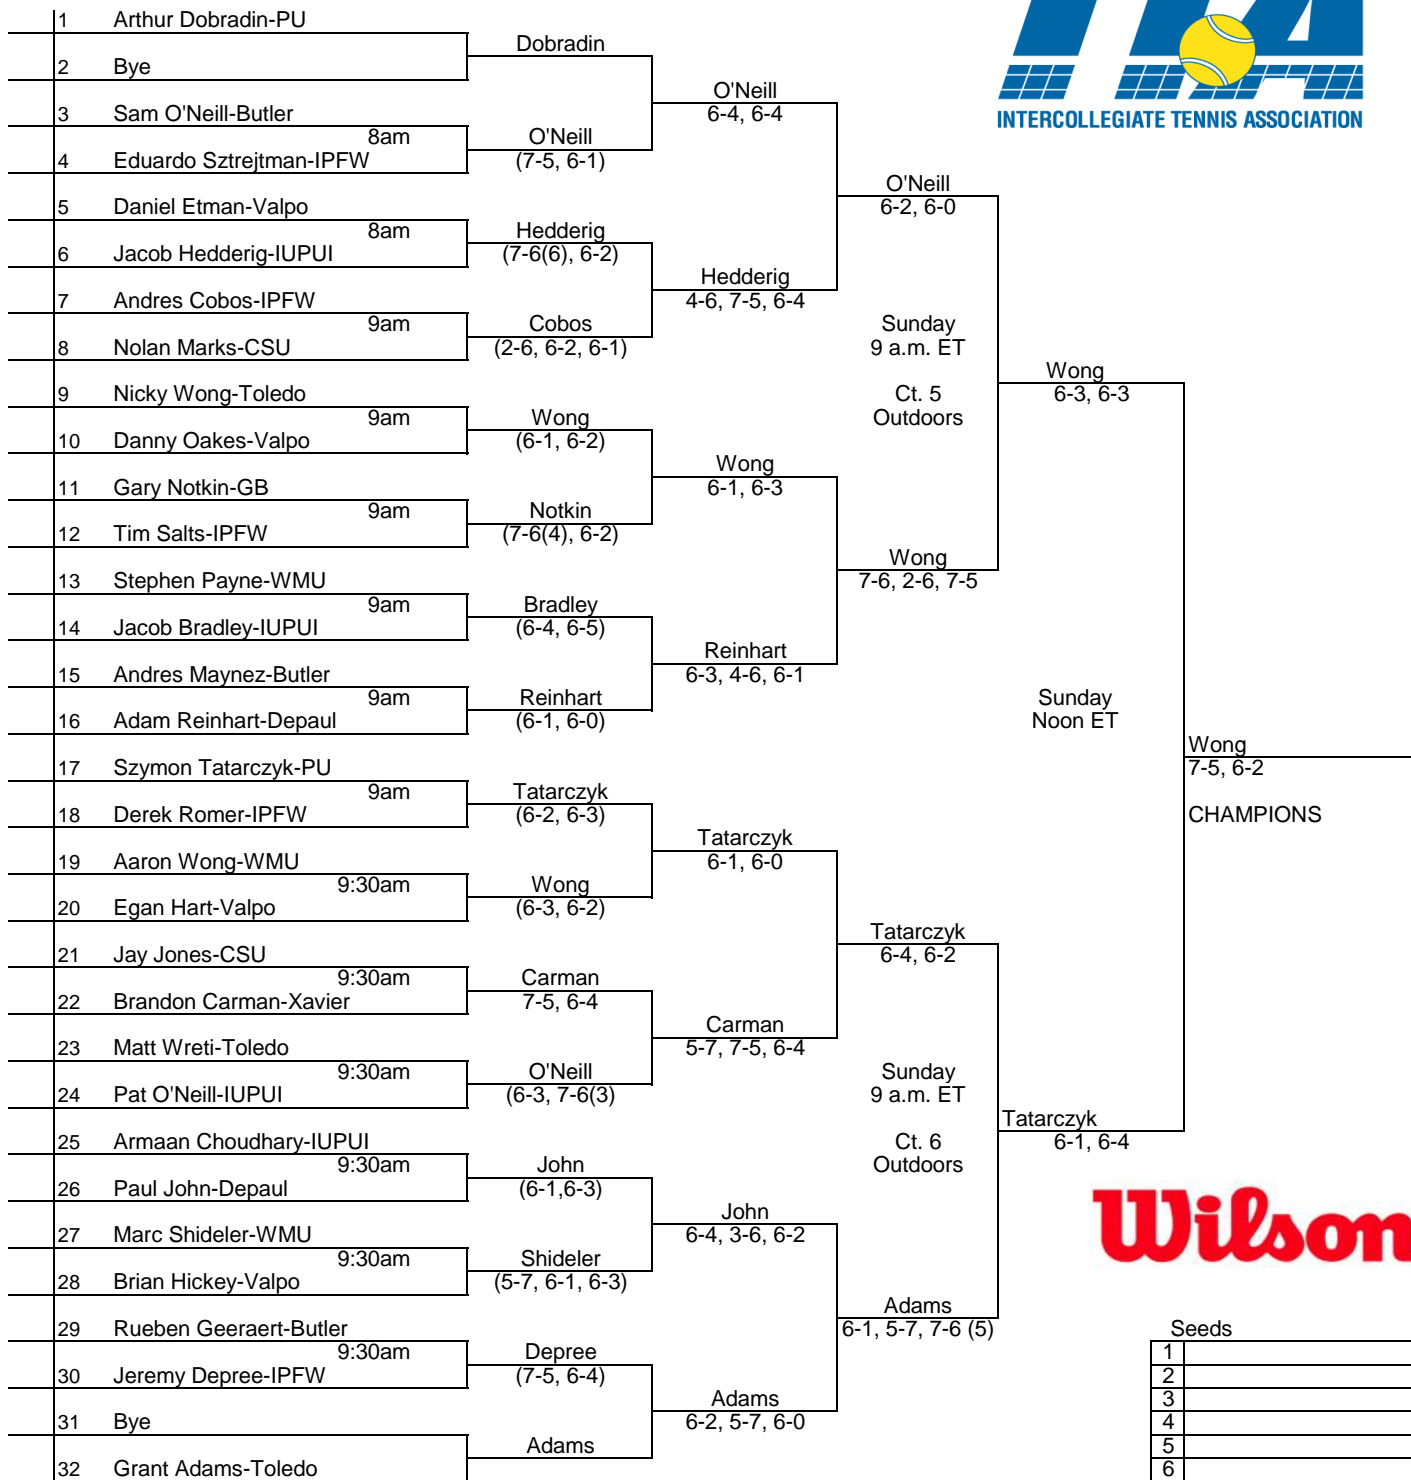 1 Arthur Dobradin-PU
Dobradin
2 Bye
O'Neill
6-4, 6-4
3 Sam O'Neill-Butler
8am
O'Neill
(7-5, 6-1)
4 Eduardo Sztrejtman-IPFW
O'Neill
6-2, 6-0
5 Daniel Etman-Valpo
8am
Hedderig
(7-6(6), 6-2)
6 Jacob Hedderig-IUPUI
Hedderig
4-6, 7-5, 6-4
7 Andres Cobos-IPFW
9am
Cobos
(2-6, 6-2, 6-1)
8 Nolan Marks-CSU
Sunday
9 a.m. ET
Ct. 5
Outdoors
Wong
6-3, 6-3
9 Nicky Wong-Toledo
9am
Wong
(6-1, 6-2)
10 Danny Oakes-Valpo
Wong
6-1, 6-3
11 Gary Notkin-GB
9am
Notkin
(7-6(4), 6-2)
12 Tim Salts-IPFW
Wong
7-6, 2-6, 7-5
13 Stephen Payne-WMU
9am
Bradley
(6-4, 6-5)
14 Jacob Bradley-IUPUI
Reinhart
6-3, 4-6, 6-1
15 Andres Maynez-Butler
9am
Reinhart
(6-1, 6-0)
16 Adam Reinhart-Depaul
Sunday
Noon ET
Wong
7-5, 6-2
CHAMPIONS
17 Szymon Tatarczyk-PU
9am
Tatarczyk
(6-2, 6-3)
18 Derek Romer-IPFW
Tatarczyk
6-1, 6-0
19 Aaron Wong-WMU
9:30am
Wong
(6-3, 6-2)
20 Egan Hart-Valpo
Tatarczyk
6-4, 6-2
21 Jay Jones-CSU
9:30am
Carman
7-5, 6-4
22 Brandon Carman-Xavier
Carman
5-7, 7-5, 6-4
23 Matt Wreti-Toledo
9:30am
O'Neill
(6-3, 7-6(3)
24 Pat O'Neill-IUPUI
Sunday
9 a.m. ET
Ct. 6
Outdoors
Tatarczyk
6-1, 6-4
25 Armaan Choudhary-IUPUI
9:30am
John
(6-1,6-3)
26 Paul John-Depaul
John
6-4, 3-6, 6-2
27 Marc Shideler-WMU
9:30am
Shideler
(5-7, 6-1, 6-3)
28 Brian Hickey-Valpo
Adams
6-1, 5-7, 7-6 (5)
29 Rueben Geeraert-Butler
9:30am
Depree
(7-5, 6-4)
30 Jeremy Depree-IPFW
Adams
6-2, 5-7, 6-0
31 Bye
Adams
32 Grant Adams-Toledo
ITA
INTERCOLLEGIATE TENNIS ASSOCIATION
Wilson
Seeds
1
2
3
4
5
6